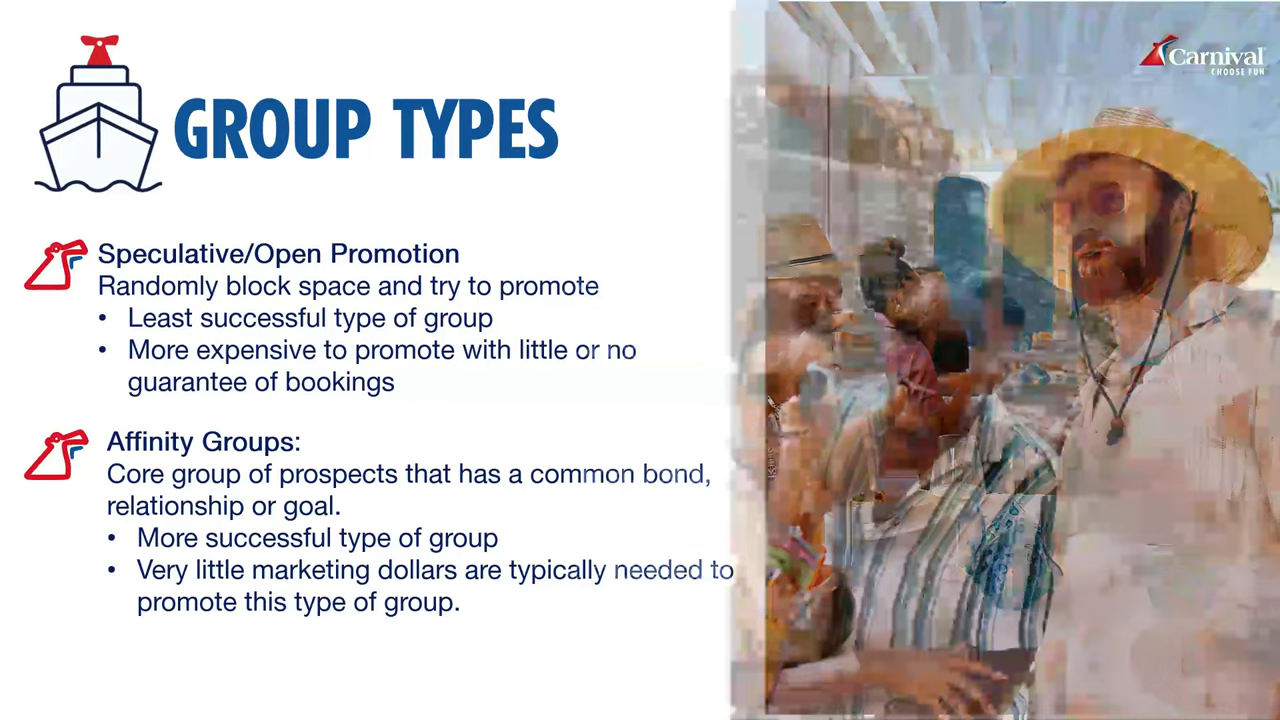 Carnival
CHOOSE FUN
GROUP TYPES
Speculative/Open Promotion
Randomly block space and try to promote
• Least successful type of group
• More expensive to promote with little or no
guarantee of bookings
Affinity Groups:
Core group of prospects that has a common bond,
relationship or goal.
• More successful type of group
• Very little marketing dollars are typically needed to
promote this type of group.